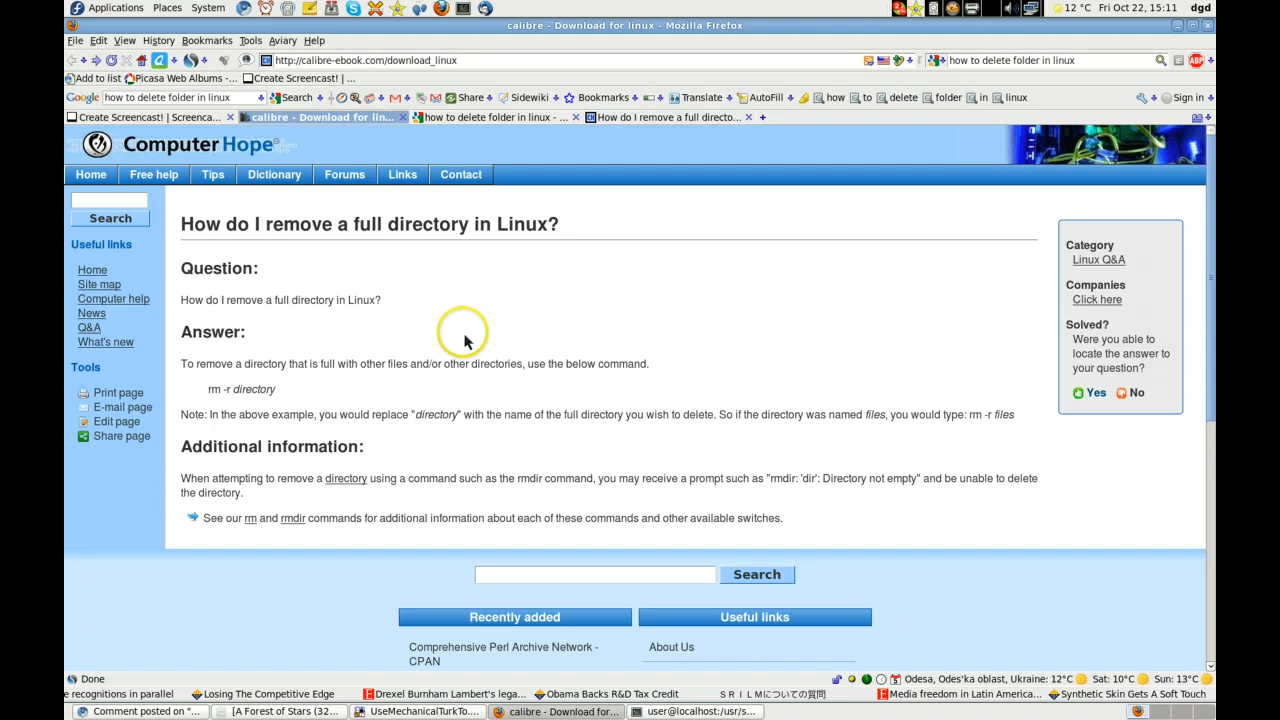 Applications Places System
12 °C Fri Oct 22, 15:11 dgd
calibre - Download for linux - Mozilla Firefox
File Edit View History Bookmarks Tools Aviary Help
http://calibre-ebook.com/download_linux
how to delete folder in linux
Add to list Picasa Web Albums -... Create Screencast! | ...
Google how to delete folder in linux Search Share Sidewiki Bookmarks Translate AutoFill how to delete folder in linux Sign in
Create Screencast! | Screenca... calibre - Download for lin... how to delete folder in linux - ... How do I remove a full directo...
ComputerHope
Home Free help Tips Dictionary Forums Links Contact
Search
Useful links
Home
Site map
Computer help
News
Q&A
What's new
Tools
Print page
E-mail page
Edit page
Share page
How do I remove a full directory in Linux?
Question:
How do I remove a full directory in Linux?
Answer:
To remove a directory that is full with other files and/or other directories, use the below command.
rm -r directory
Note: In the above example, you would replace "directory" with the name of the full directory you wish to delete. So if the directory was named files, you would type: rm -r files
Additional information:
When attempting to remove a directory using a command such as the rmdir command, you may receive a prompt such as "rmdir: 'dir': Directory not empty" and be unable to delete
the directory.
See our rm and rmdir commands for additional information about each of these commands and other available switches.
Category
Linux Q&A
Companies
Click here
Solved?
Were you able to
locate the answer to
your question?
Yes No
Search
Recently added
Useful links
Comprehensive Perl Archive Network -
CPAN
About Us
Done
Odessa, Odes'ka oblast, Ukraine: 12°C Sat: 10°C Sun: 13°C
e recognitions in parallel Losing The Competitive Edge Drexel Burnham Lambert's lega... Obama Backs R&D Tax Credit ＳＲＩＬＭについての質問 Media freedom in Latin America... Synthetic Skin Gets A Soft Touch
Comment posted on "... [A Forest of Stars (32... UseMechanicalTurkTo... calibre - Download for... user@localhost:/usr/s...